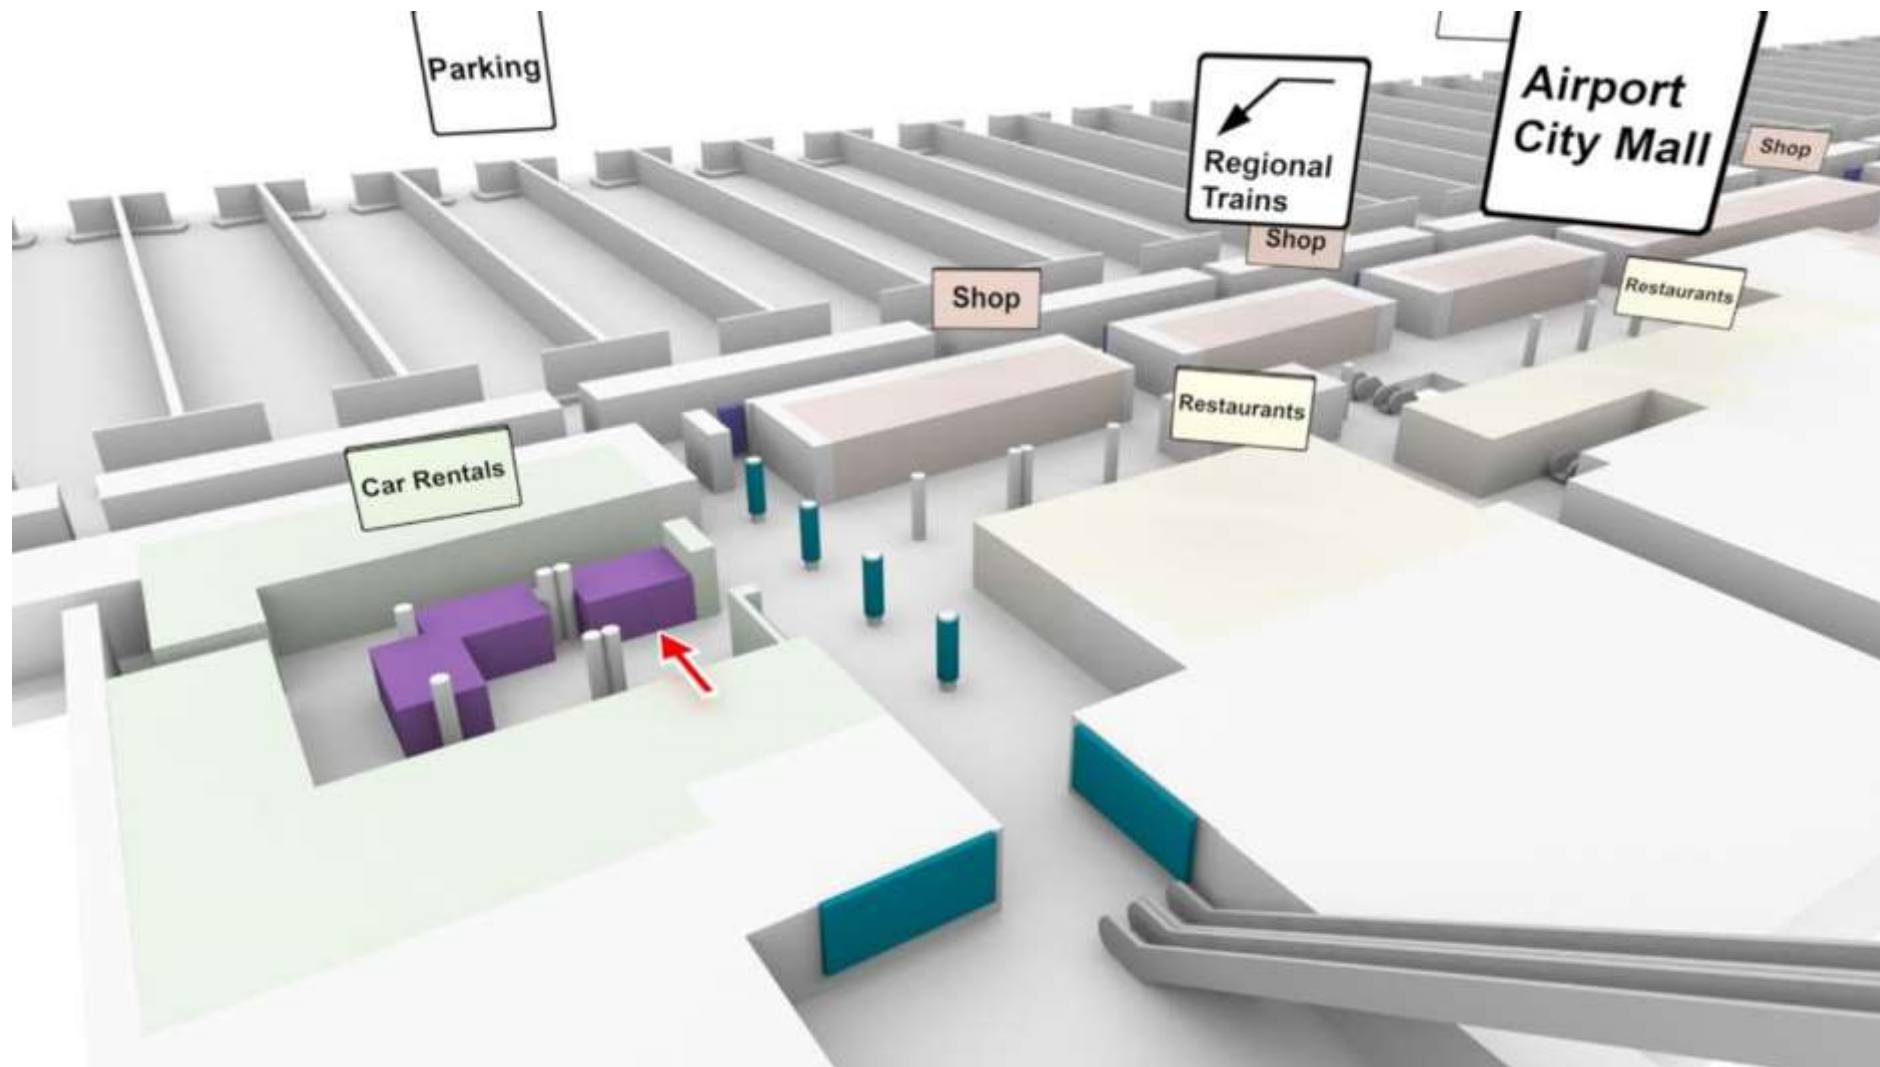 Parking
Regional
Trains
Airport
City Mall
Shop
Shop
Shop
Restaurants
Restaurants
Car Rentals